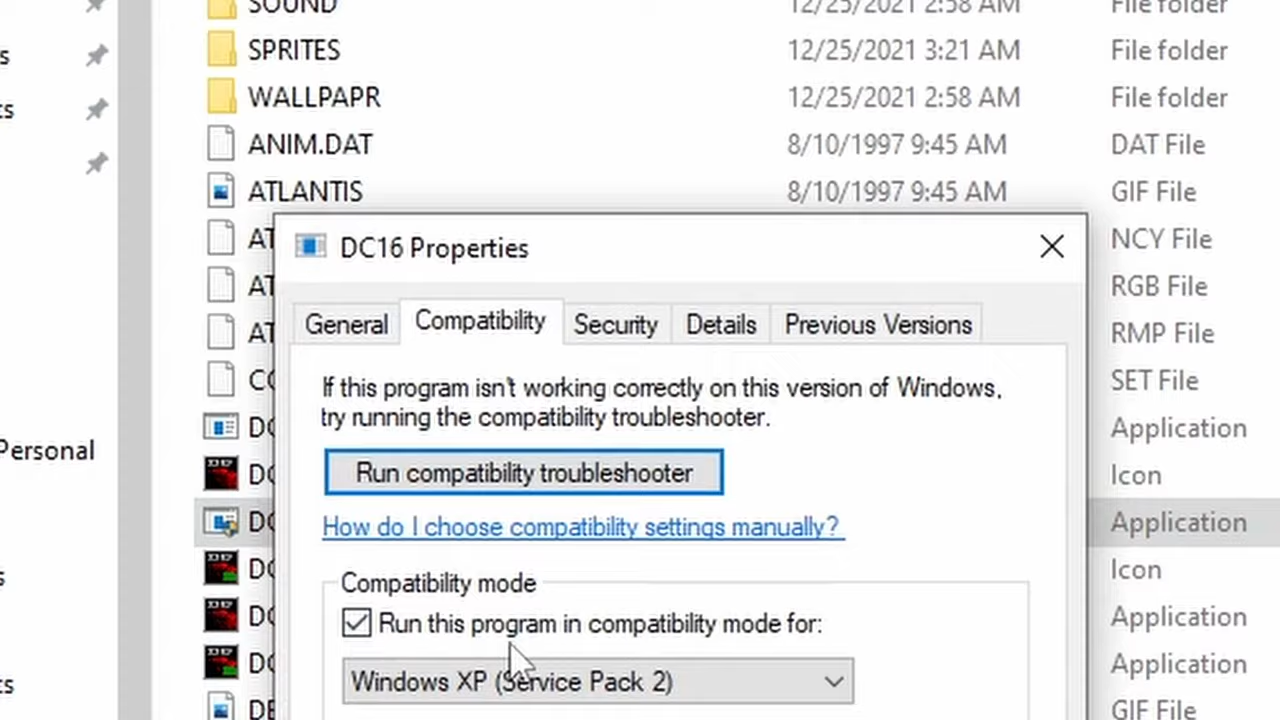 SOUND 12/25/2021 2:58 AM File folder
SPRITES 12/25/2021 3:21 AM File folder
WALLPAPR 12/25/2021 2:58 AM File folder
ANIM.DAT 8/10/1997 9:45 AM DAT File
ATLANTIS 8/10/1997 9:45 AM GIF File
AT NCY File
AT RGB File
AT RMP File
SET File
Application
Icon
Application
Icon
Application
Application
GIF File
Personal
DC16 Properties
General Compatibility Security Details Previous Versions
If this program isn't working correctly on this version of Windows,
try running the compatibility troubleshooter.
Run compatibility troubleshooter
How do I choose compatibility settings manually?
Compatibility mode
Run this program in compatibility mode for:
Windows XP (Service Pack 2)